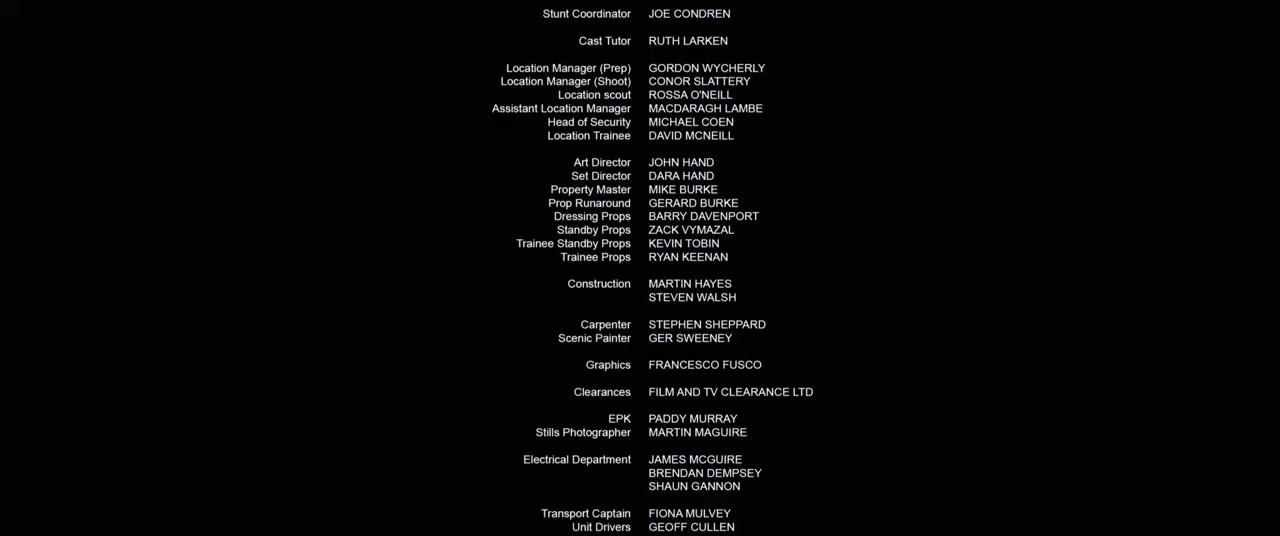 Stunt Coordinator JOE CONDREN
Cast Tutor RUTH LARKEN
Location Manager (Prep) GORDON WYCHERLY
Location Manager (Shoot) CONOR SLATTERY
Location scout ROSSA O'NEILL
Assistant Location Manager MACDARAGH LAMBE
Head of Security MICHAEL COEN
Location Trainee DAVID MCNEILL
Art Director JOHN HAND
Set Director DARA HAND
Property Master MIKE BURKE
Prop Runaround GERARD BURKE
Dressing Props BARRY DAVENPORT
Standby Props ZACK VYMAZAL
Trainee Standby Props KEVIN TOBIN
Trainee Props RYAN KEENAN
Construction MARTIN HAYES
STEVEN WALSH
Carpenter STEPHEN SHEPPARD
Scenic Painter GER SWEENEY
Graphics FRANCESCO FUSCO
Clearances FILM AND TV CLEARANCE LTD
EPK PADDY MURRAY
Stills Photographer MARTIN MAGUIRE
Electrical Department JAMES MCGUIRE
BRENDAN DEMPSEY
SHAUN GANNON
Transport Captain FIONA MULVEY
Unit Drivers GEOFF CULLEN